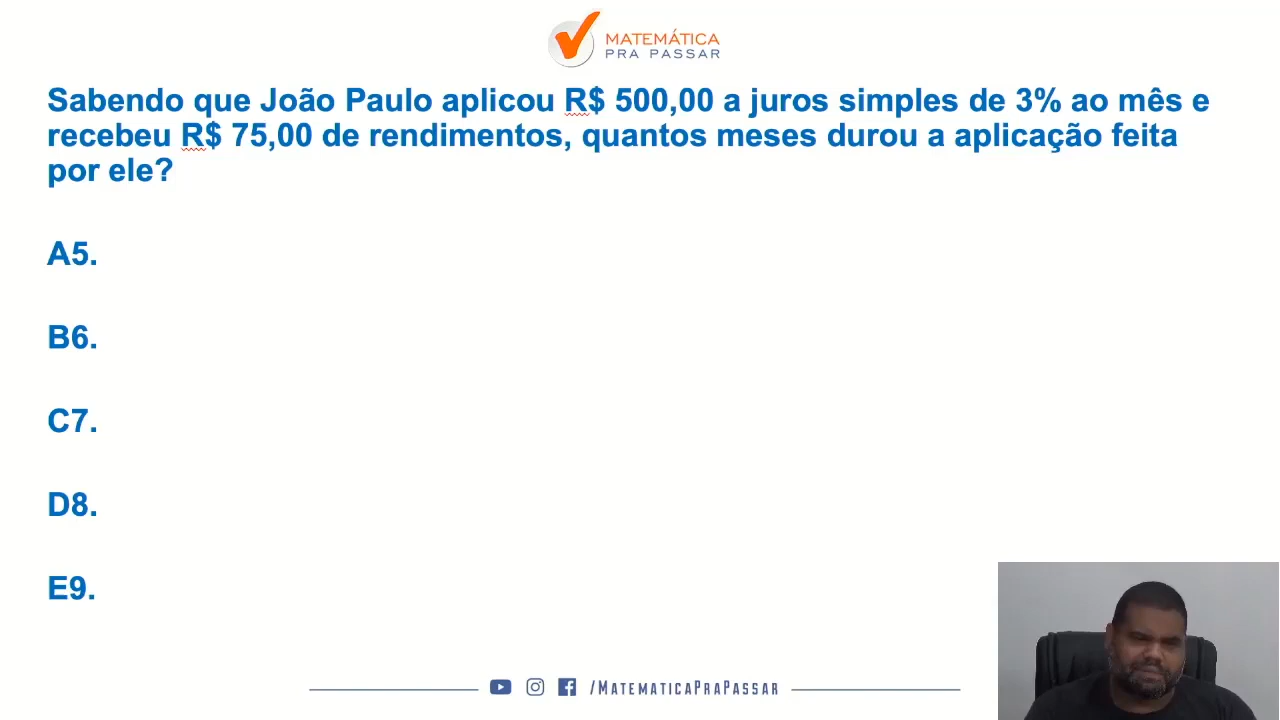 MATEMÁTICA
PRA PASSAR
Sabendo que João Paulo aplicou R$ 500,00 a juros simples de 3% ao mês e
recebeu R$ 75,00 de rendimentos, quantos meses durou a aplicação feita
por ele?
A5.
B6.
C7.
D8.
E9.
/MATEMATICAPRAPASSAR